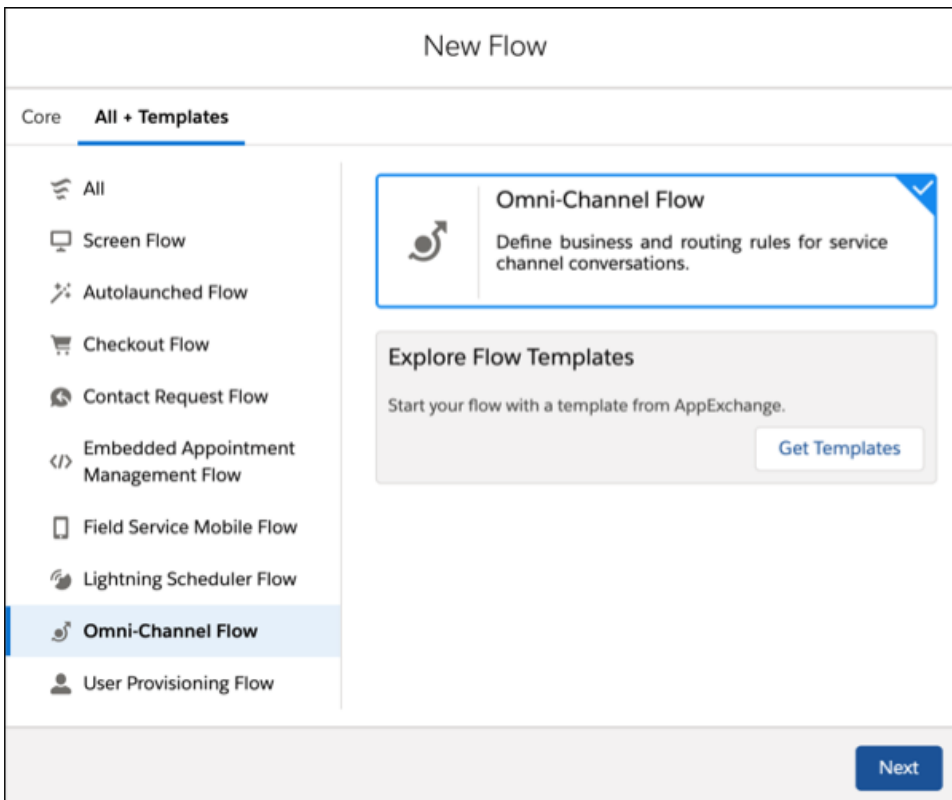 New Flow
Core All + Templates
All
Screen Flow
Autolaunched Flow
Checkout Flow
Contact Request Flow
Embedded Appointment
Management Flow
Field Service Mobile Flow
Lightning Scheduler Flow
Omni-Channel Flow
User Provisioning Flow
Omni-Channel Flow
Define business and routing rules for service
channel conversations.
Explore Flow Templates
Start your flow with a template from AppExchange.
Get Templates
Next